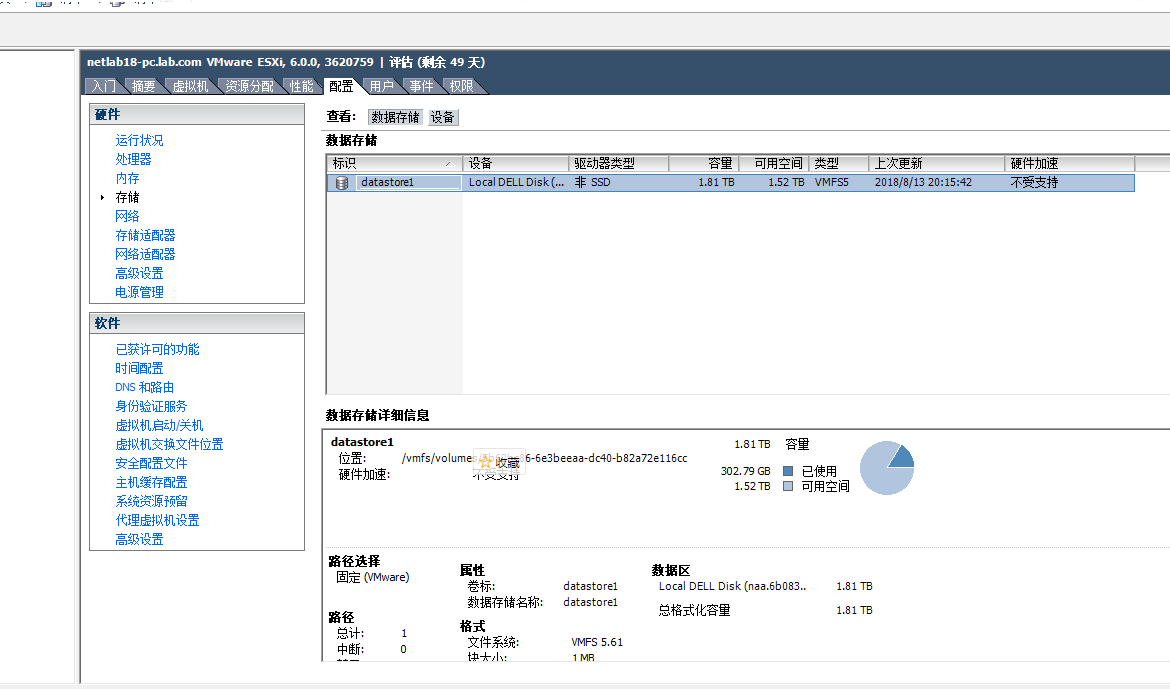 netlab18-pc.lab.com VMware ESXi, 6.0.0, 3620759 | 评估 (剩余 49 天)
入门 摘要 虚拟机 资源分配 性能 配置 用户 事件 权限
硬件
运行状况
处理器
内存
存储
网络
存储适配器
网络适配器
高级设置
电源管理
软件
已获许可的功能
时间配置
DNS 和路由
身份验证服务
虚拟机启动/关机
虚拟机交换文件位置
安全配置文件
主机缓存配置
系统资源预留
代理虚拟机设置
高级设置
查看: 数据存储 设备
数据存储
标识 设备 驱动器类型 容量 可用空间 类型 上次更新 硬件加速
datastore1 Local DELL Disk (... 非 SSD 1.81 TB 1.52 TB VMFS5 2018/8/13 20:15:42 不受支持
数据存储详细信息
datastore1 1.81 TB 容量
位置: /vmfs/volumes 6-6e3beeaa-dc40-b82a72e116cc
收藏
硬件加速: 不受支持
302.79 GB 已使用
1.52 TB 可用空间
路径选择
固定 (VMware)
路径
总计: 1
中断: 0
属性
卷标: datastore1
数据存储名称: datastore1
格式
文件系统: VMFS 5.61
块大小: 1 MB
数据区
Local DELL Disk (naa.6b083.. 1.81 TB
总格式化容量 1.81 TB